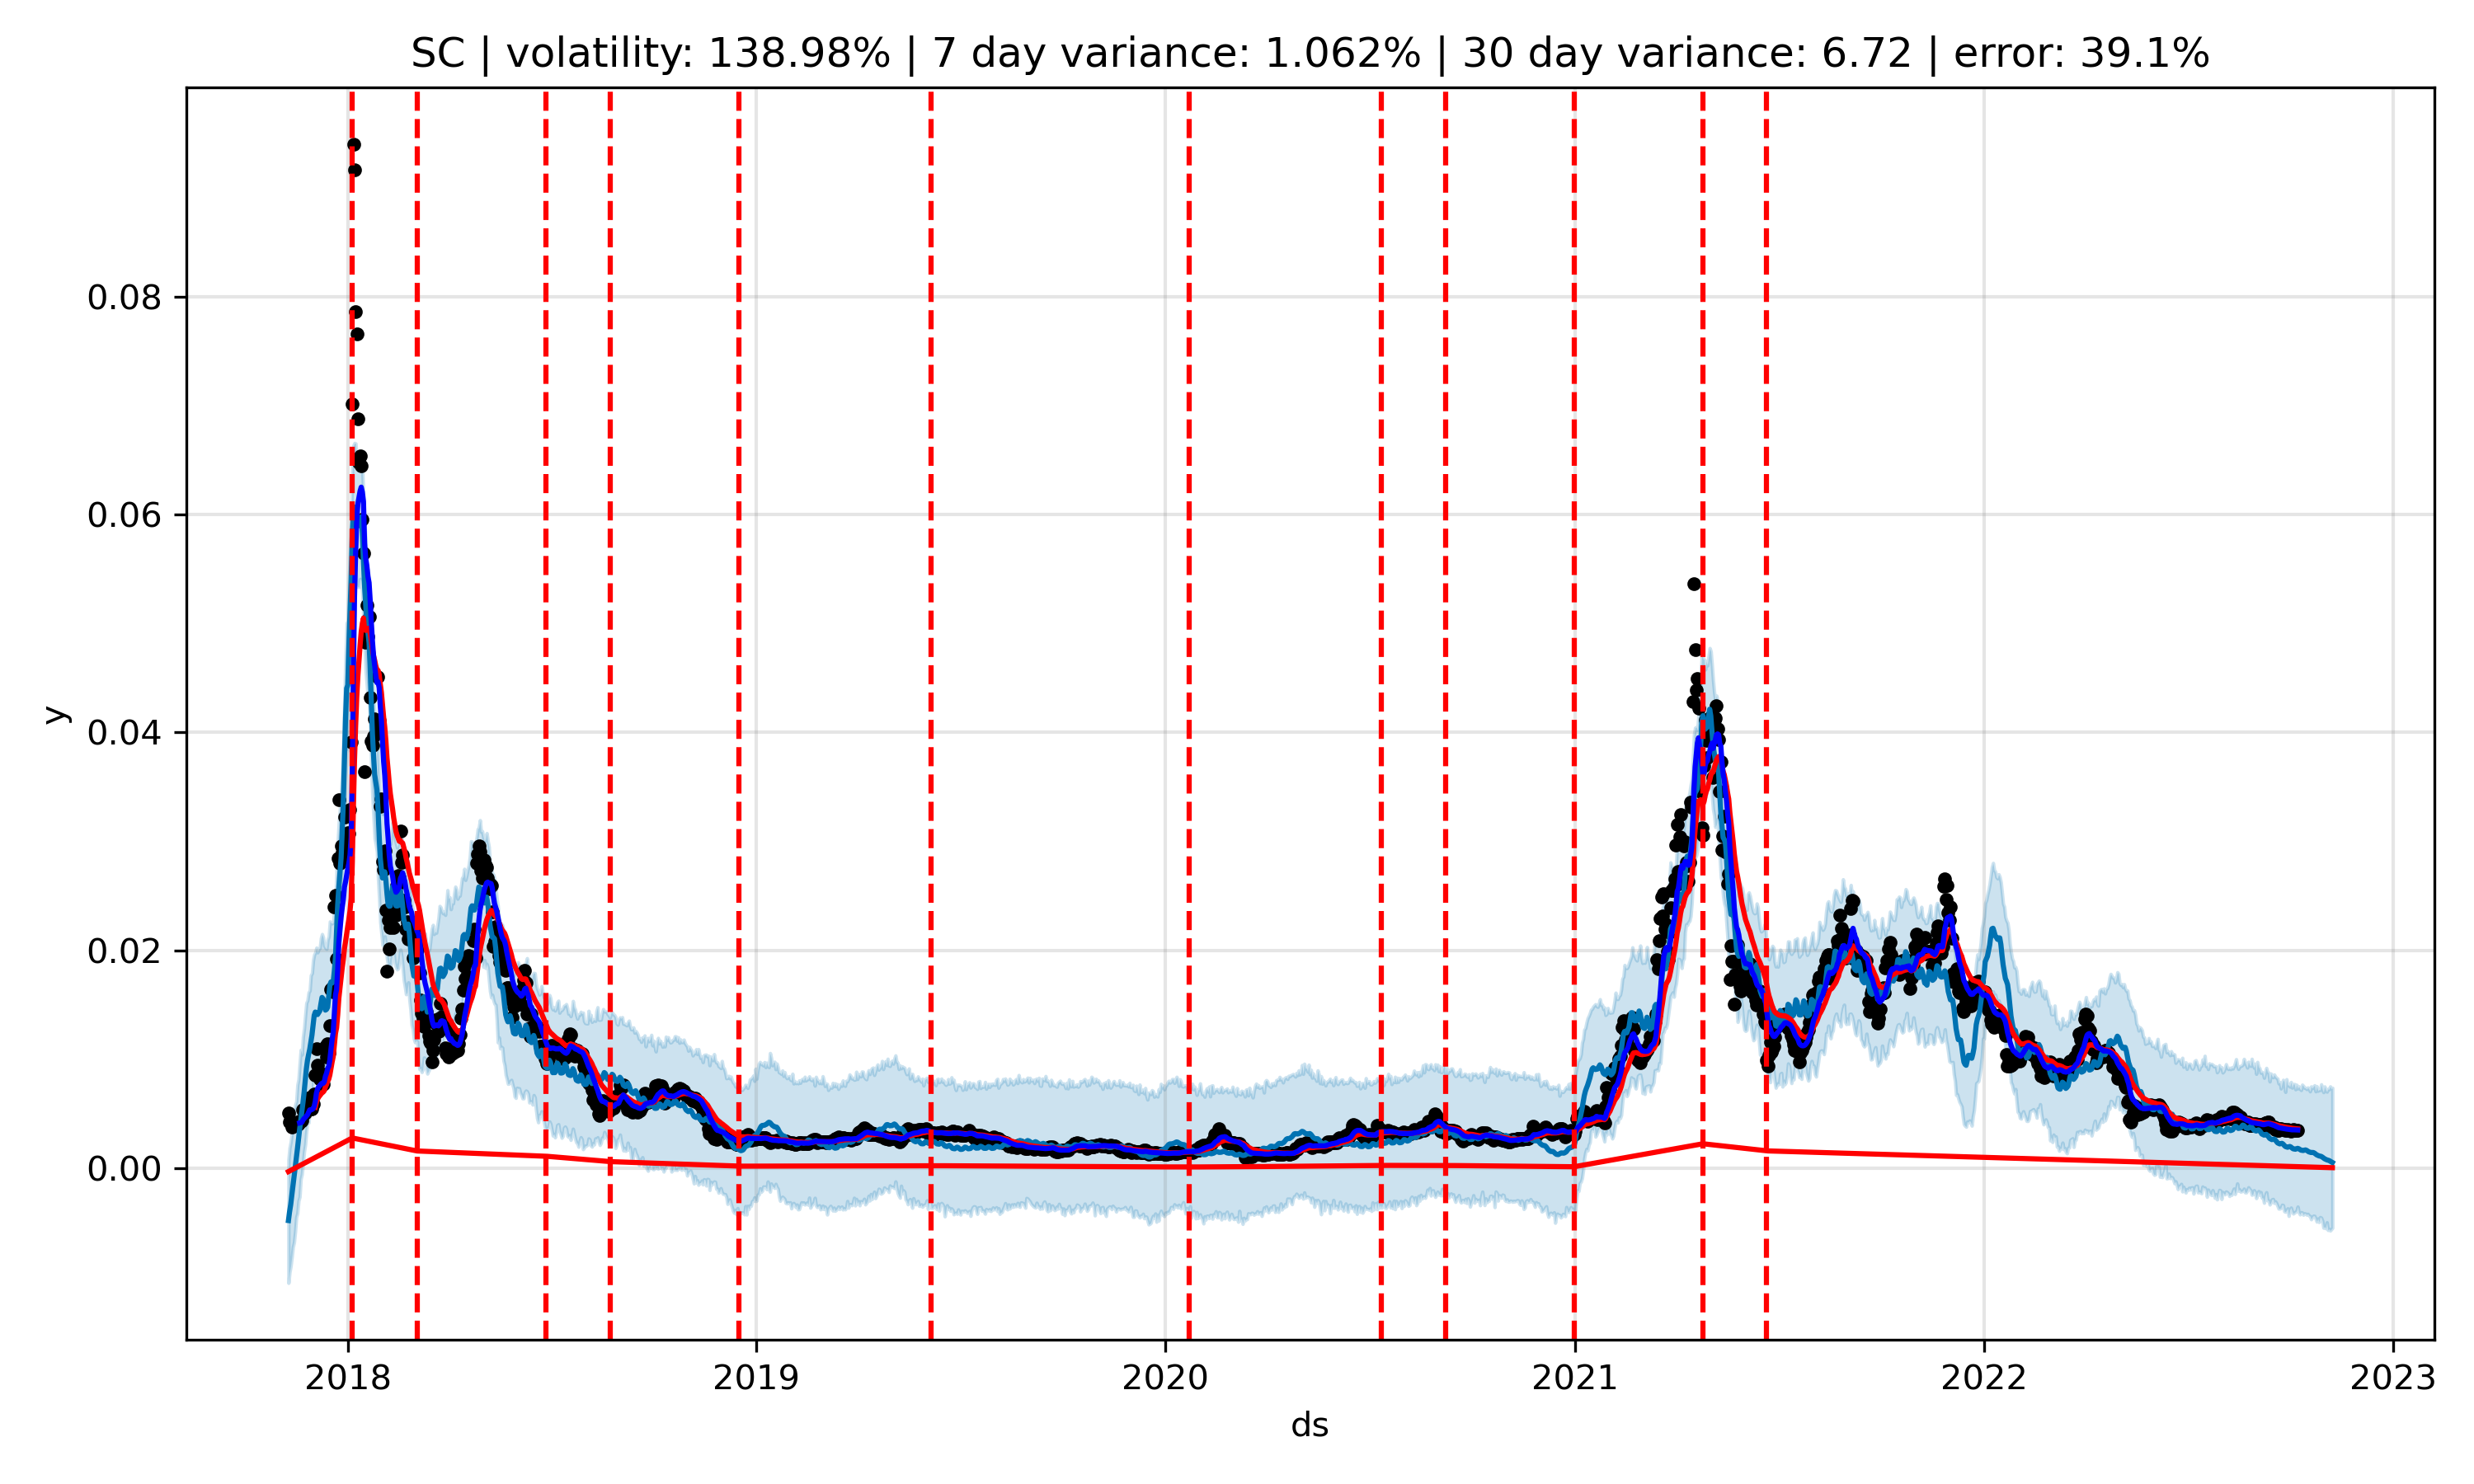 SC | volatility: 138.98% | 7 day variance: 1.062% | 30 day variance: 6.72 | error: 39.1%
y
0.08
0.06
0.04
0.02
0.00
2018 2019 2020 2021 2022 2023
ds